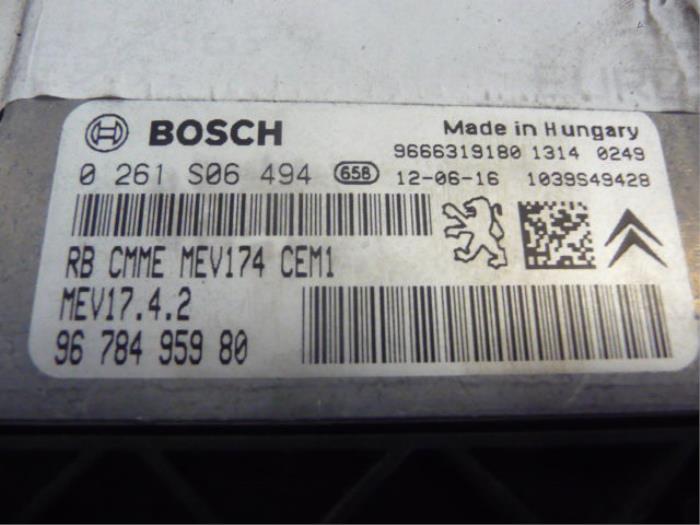 BOSCH
Made in Hungary
9666319180 1314 0249
0 261 S06 494 658 12-06-16 1039S49428
RB CMME MEV174 CEM1
MEV17.4.2
96 784 959 80